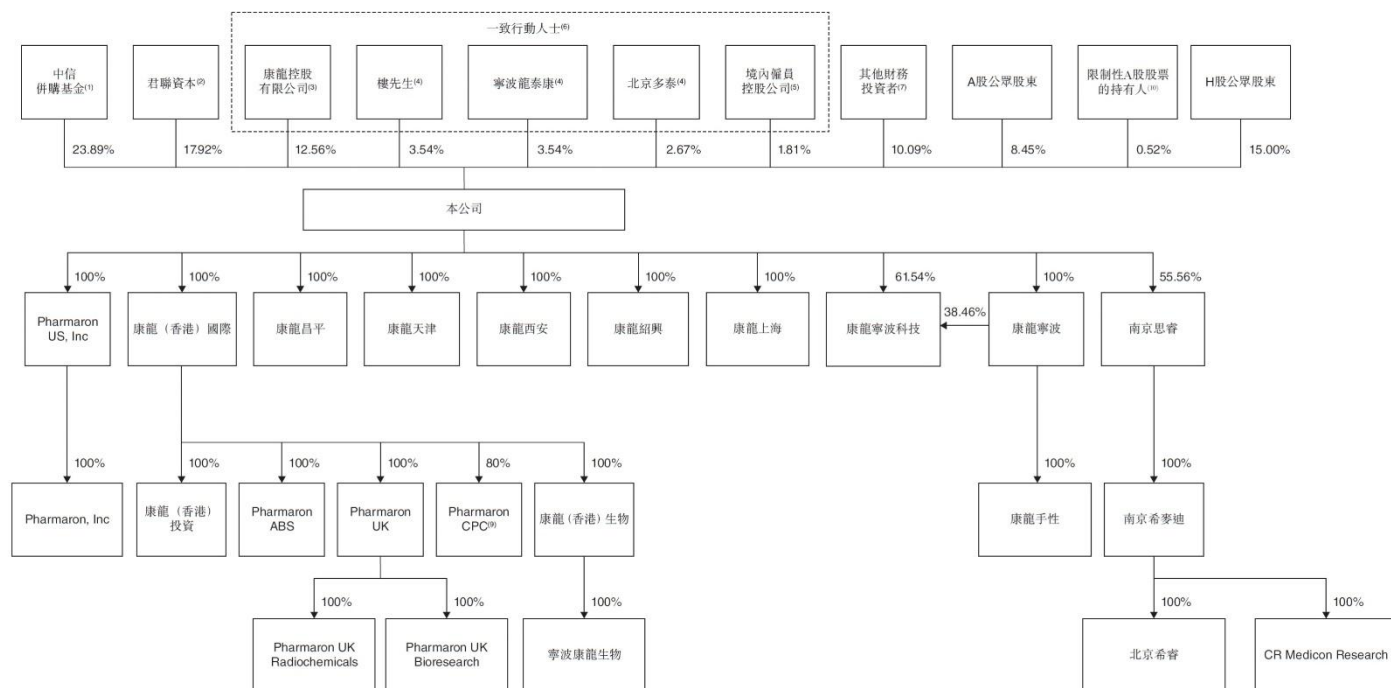 一致行動人士(6)
中信
併購基金(1)
君聯資本(2)
康龍控股
有限公司(3)
樓先生(4)
寧波龍泰康(4)
北京多泰(4)
境內僱員
控股公司(5)
其他財務
投資者(7)
A股公眾股東
限制性A股股票
的持有人(10)
H股公眾股東
23.89%
17.92%
12.56%
3.54%
3.54%
2.67%
1.81%
10.09%
8.45%
0.52%
15.00%
本公司
100%
100%
100%
100%
100%
100%
100%
61.54%
100%
55.56%
Pharmaron
US, Inc
康龍（香港）國際
康龍昌平
康龍天津
康龍西安
康龍紹興
康龍上海
康龍寧波科技
38.46%
康龍寧波
南京思睿
100%
100%
100%
100%
80%
100%
100%
100%
Pharmaron, Inc
康龍（香港）
投資
Pharmaron
ABS
Pharmaron
UK
Pharmaron
CPC(9)
康龍（香港）生物
康龍手性
南京希麥迪
100%
100%
100%
100%
100%
Pharmaron UK
Radiochemicals
Pharmaron UK
Bioresearch
寧波康龍生物
北京希睿
CR Medicon Research